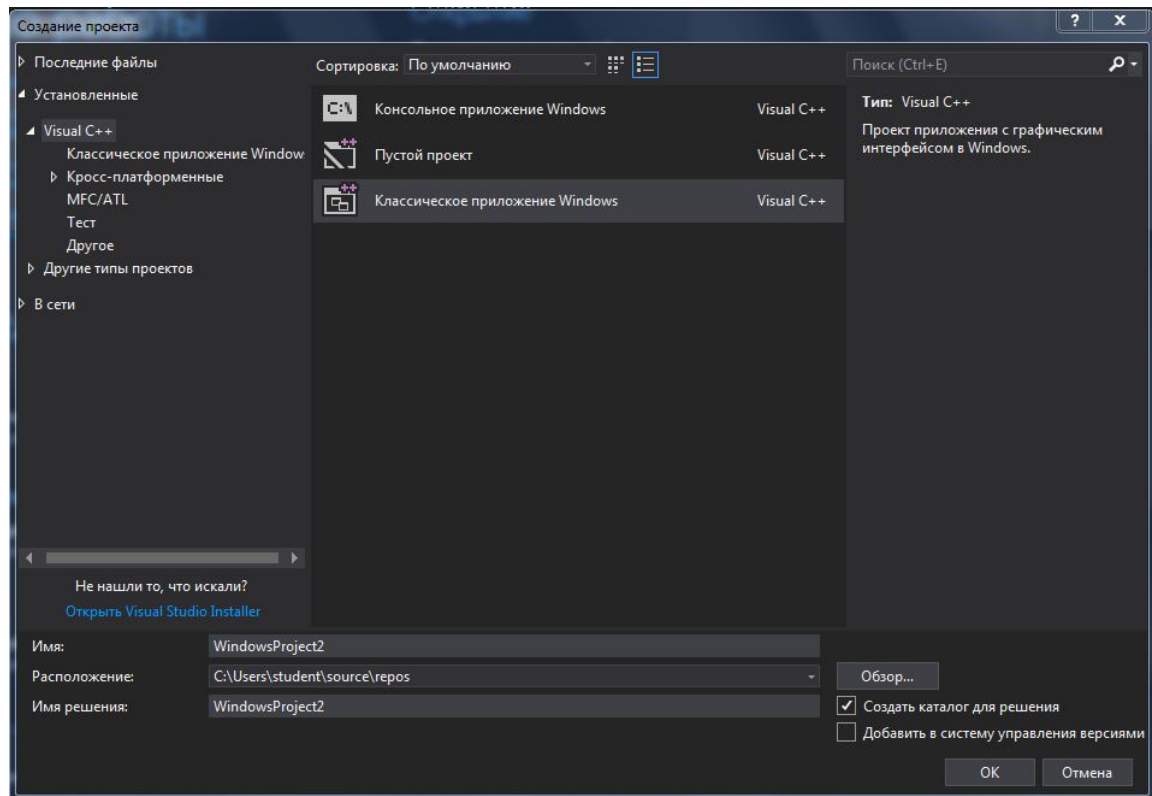 Создание проекта
Последние файлы
Установленные
Visual C++
Классическое приложение Window
Кросс-платформенные
MFC/ATL
Тест
Другое
Другие типы проектов
В сети
Не нашли то, что искали?
Открыть Visual Studio Installer
Сортировка: По умолчанию
C:\ Консольное приложение Windows Visual C++
Пустой проект Visual C++
Классическое приложение Windows Visual C++
Поиск (Ctrl+E)
Тип: Visual C++
Проект приложения с графическим
интерфейсом в Windows.
Имя: WindowsProject2
Расположение: C:\Users\student\source\repos
Обзор...
Имя решения: WindowsProject2
Создать каталог для решения
Добавить в систему управления версиями
OK Отмена